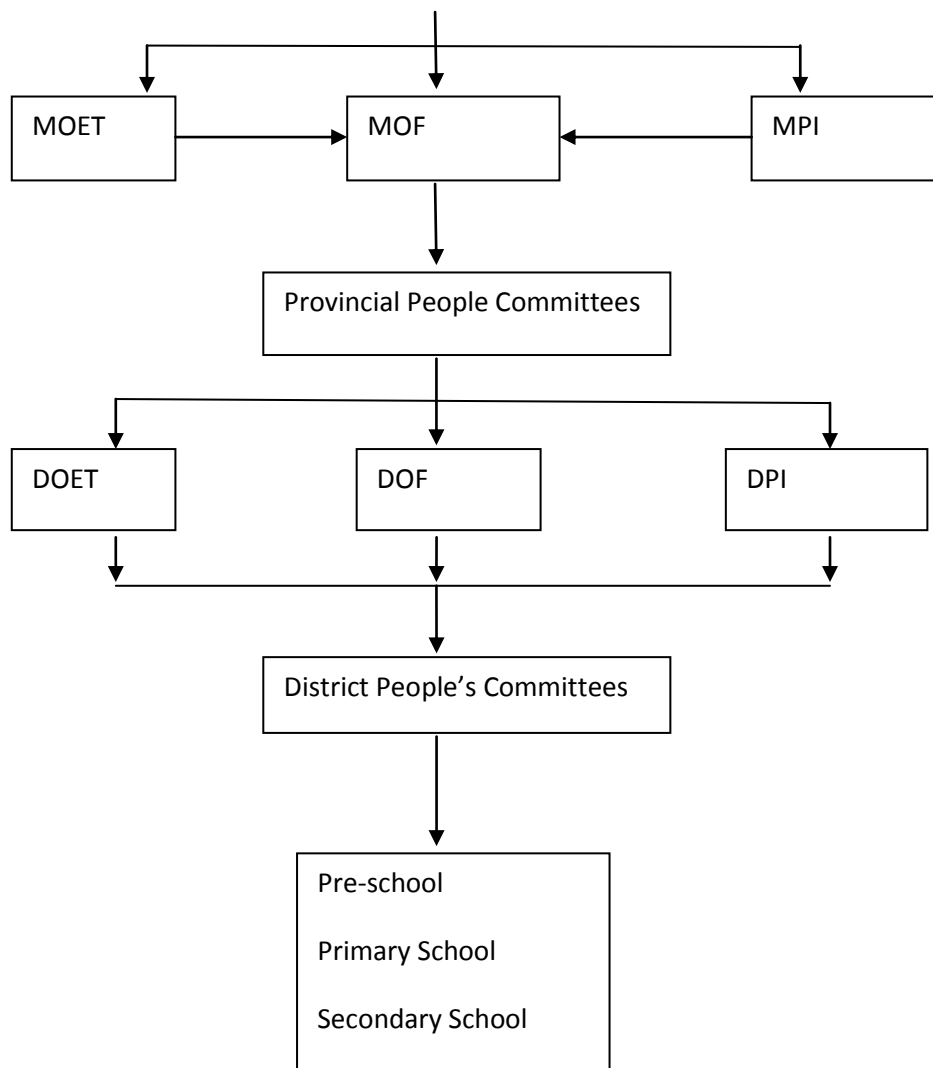 MOET
MOF
MPI
Provincial People Committees
DOET
DOF
DPI
District People’s Committees
Pre-school
Primary School
Secondary School